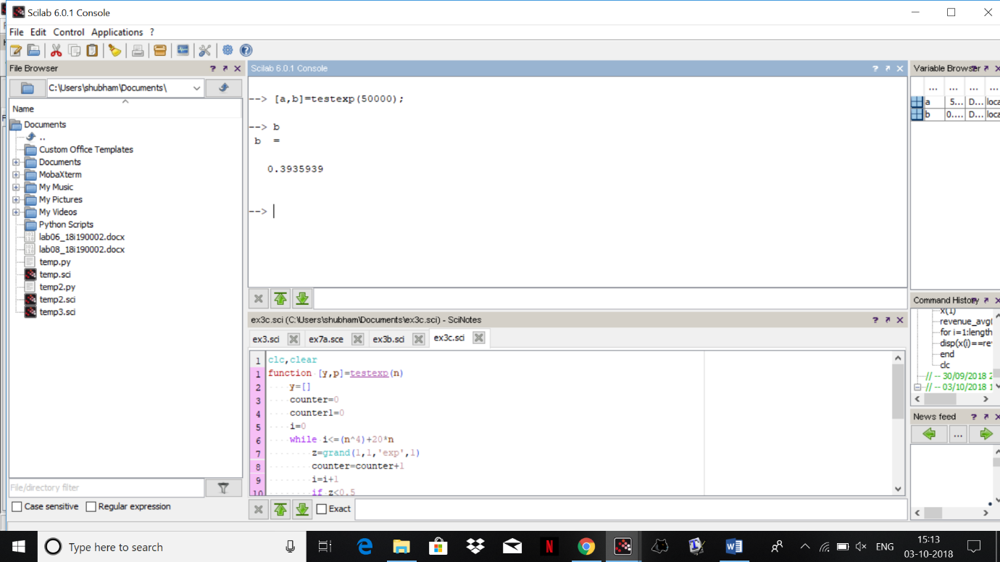 Scilab 6.0.1 Console
File Edit Control Applications ?
File Browser
C:\Users\shubham\Documents\
Name
Documents
..
Custom Office Templates
Documents
MobaXterm
My Music
My Pictures
My Videos
Python Scripts
lab06_18i190002.docx
lab08_18i190002.docx
temp.py
temp.sci
temp2.py
temp2.sci
temp3.sci
File/directory filter
Case sensitive Regular expression
Scilab 6.0.1 Console
--> [a,b]=testexp(50000);
--> b
b =
0.3935939
-->
ex3c.sci (C:\Users\shubham\Documents\ex3c.sci) - SciNotes
ex3.sci ex7a.sce ex3b.sci ex3c.sci
1 clc,clear
1 function [y,p]=testexp(n)
2 y=[]
3 counter=0
4 counter1=0
5 i=0
6 while i<=(n^4)+20*n
7 z=grand(1,1,'exp',1)
8 counter=counter+1
9 i=i+1
10 if z<0.5
Exact
Variable Browser
... ... ... ...
a 5... D... loca
b 0.... D... loca
Command History
x(1)
revenue_avg(
for i=1:length
disp(x(i)==re
end
clc
// -- 30/09/2018 2
// -- 03/10/2018 1
News feed
...
Type here to search
ENG
15:13
03-10-2018